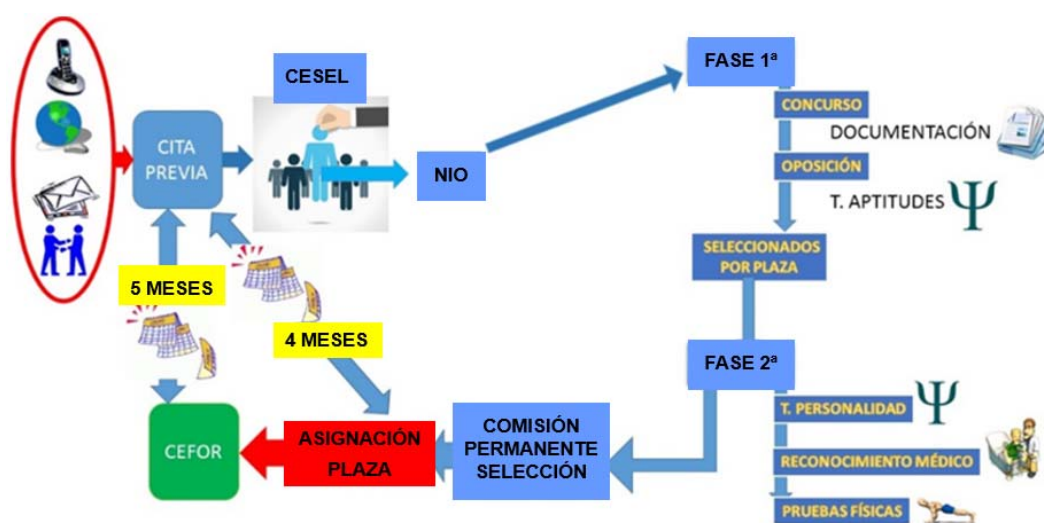 CITA
PREVIA
CESEL
NIO
FASE 1ª
CONCURSO
DOCUMENTACIÓN
OPOSICIÓN
T. APTITUDES
SELECCIONADOS
POR PLAZA
FASE 2ª
T. PERSONALIDAD
RECONOCIMIENTO MÉDICO
PRUEBAS FÍSICAS
COMISIÓN
PERMANENTE
SELECCIÓN
ASIGNACIÓN
PLAZA
CEFOR
5 MESES
4 MESES